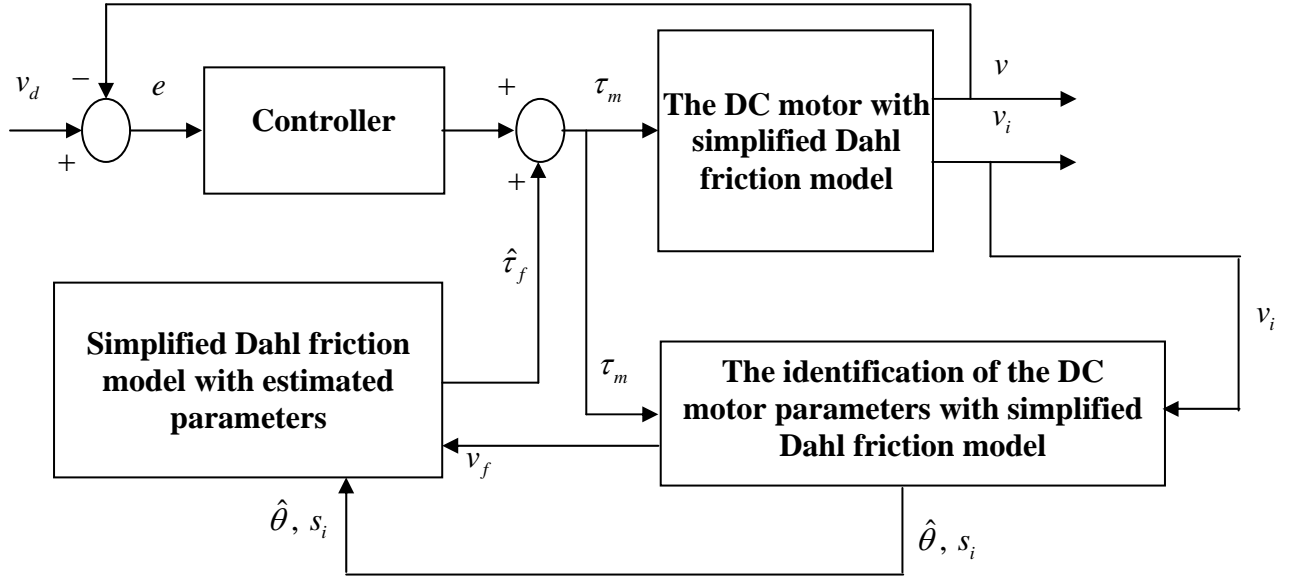 v_d
−
+
e
Controller
+
+
τ_m
The DC motor with
simplified Dahl
friction model
v
v_i
τ̂_f
v_i
Simplified Dahl friction
model with estimated
parameters
τ_m
v_f
The identification of the DC
motor parameters with simplified
Dahl friction model
θ̂, s_i
θ̂, s_i